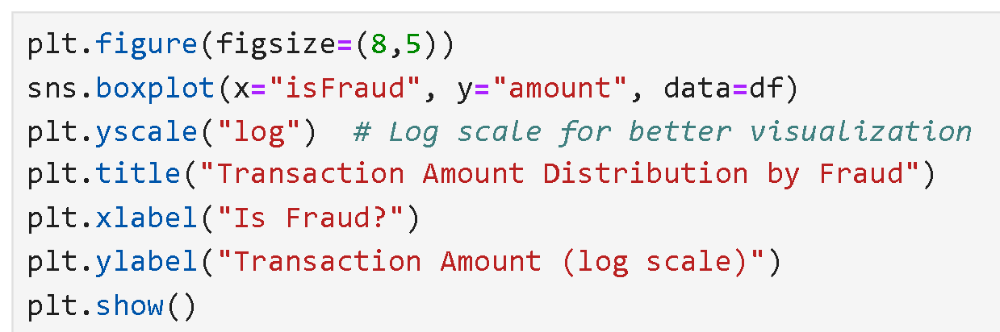 plt.figure(figsize=(8,5))
sns.boxplot(x="isFraud", y="amount", data=df)
plt.yscale("log")  # Log scale for better visualization
plt.title("Transaction Amount Distribution by Fraud")
plt.xlabel("Is Fraud?")
plt.ylabel("Transaction Amount (log scale)")
plt.show()